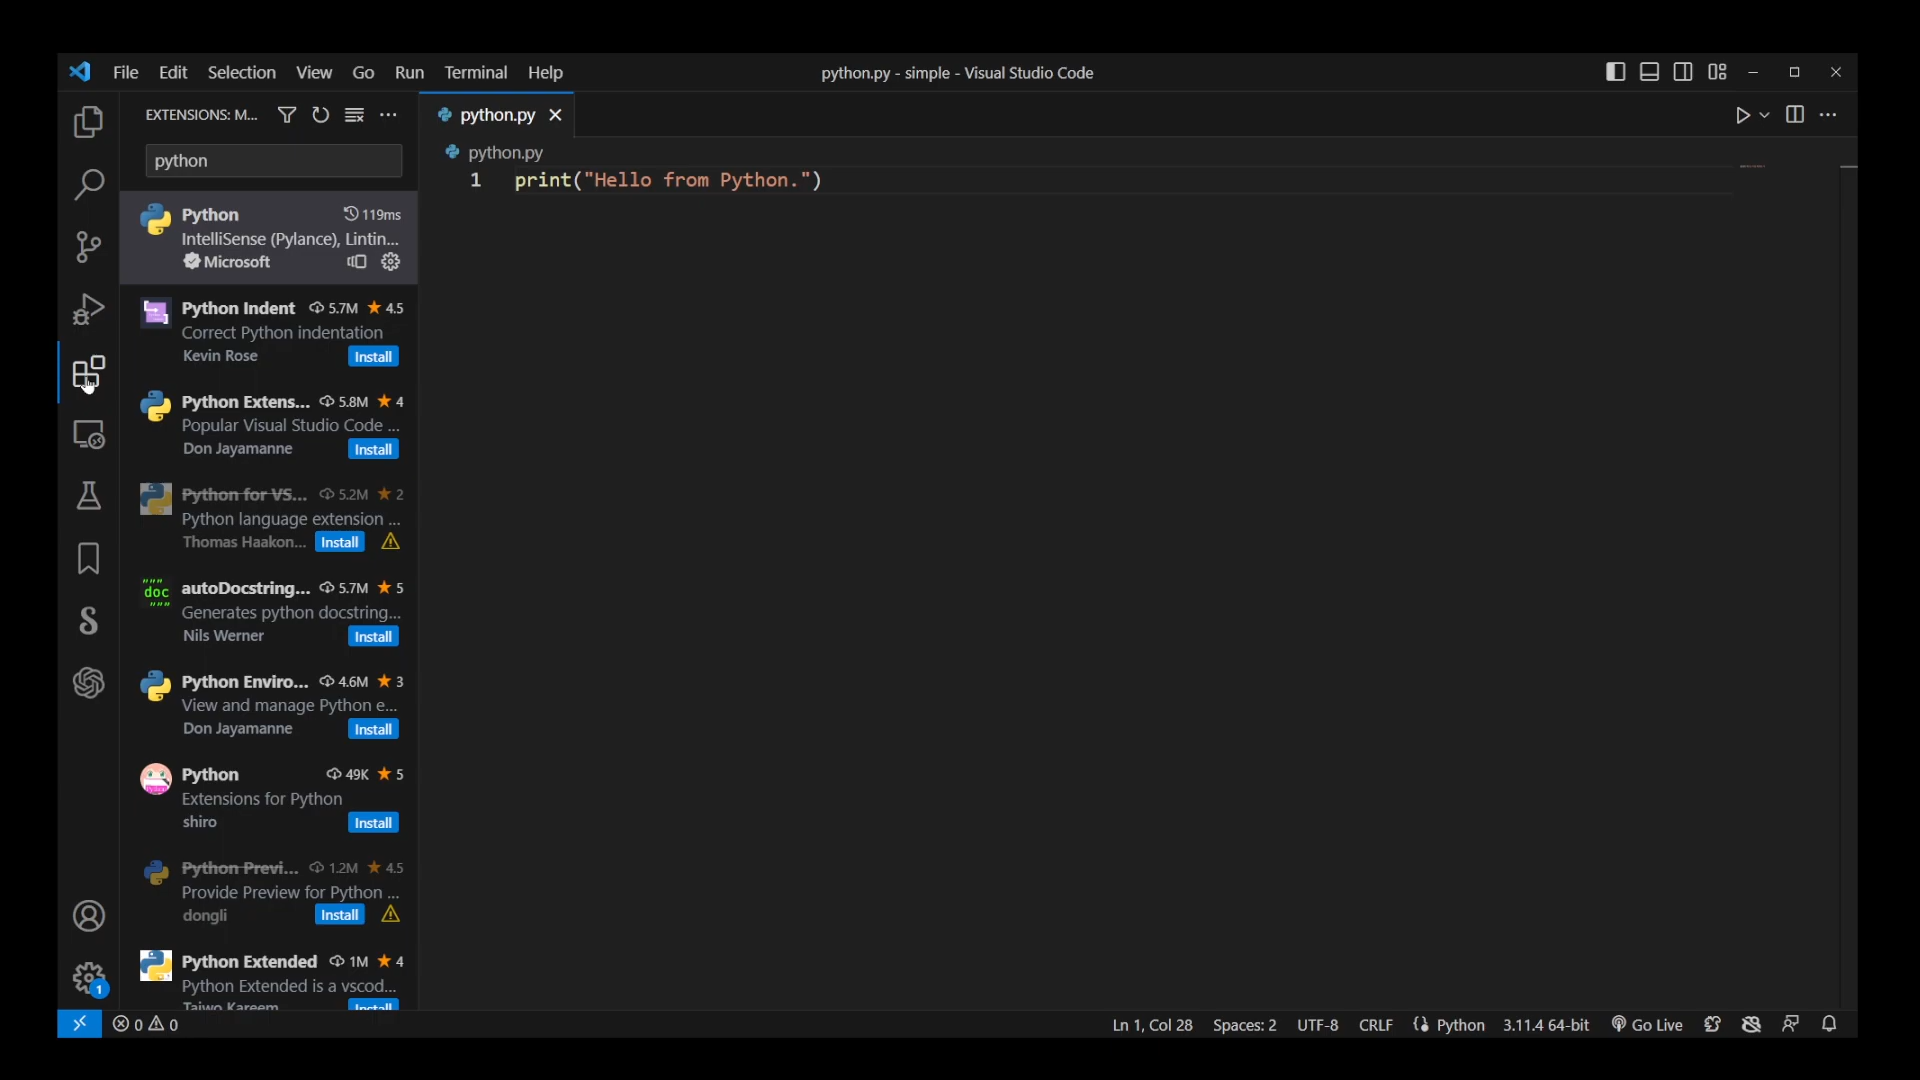 File Edit Selection View Go Run Terminal Help
python.py - simple - Visual Studio Code
EXTENSIONS: M...
python
Python 119ms
IntelliSense (Pylance), Lintin...
Microsoft
Python Indent 5.7M 4.5
Correct Python indentation
Kevin Rose Install
Python Extens... 5.8M 4
Popular Visual Studio Code ...
Don Jayamanne Install
Python for VS... 5.2M 2
Python language extension ...
Thomas Haakon... Install
doc
autoDocstring... 5.7M 5
Generates python docstring...
Nils Werner Install
Python Enviro... 4.6M 3
View and manage Python e...
Don Jayamanne Install
Python 49K 5
Extensions for Python
shiro Install
Python Previ... 1.2M 4.5
Provide Preview for Python ...
dongli Install
Python Extended 1M 4
Python Extended is a vscod...
Taiwo Kareem Install
1
python.py
python.py
1 print("Hello from Python.")
0 0
Ln 1, Col 28 Spaces: 2 UTF-8 CRLF Python 3.11.4 64-bit Go Live